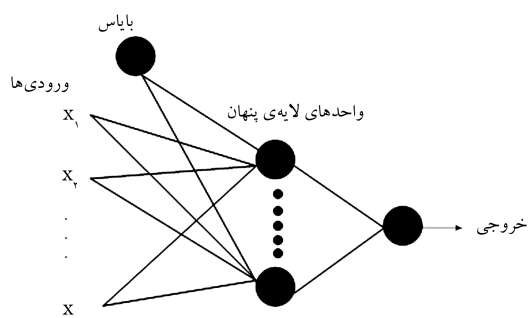 بایاس
ورودی‌ها
واحدهای لایه‌ی پنهان
x۱
x۲
.
.
.
x
خروجی